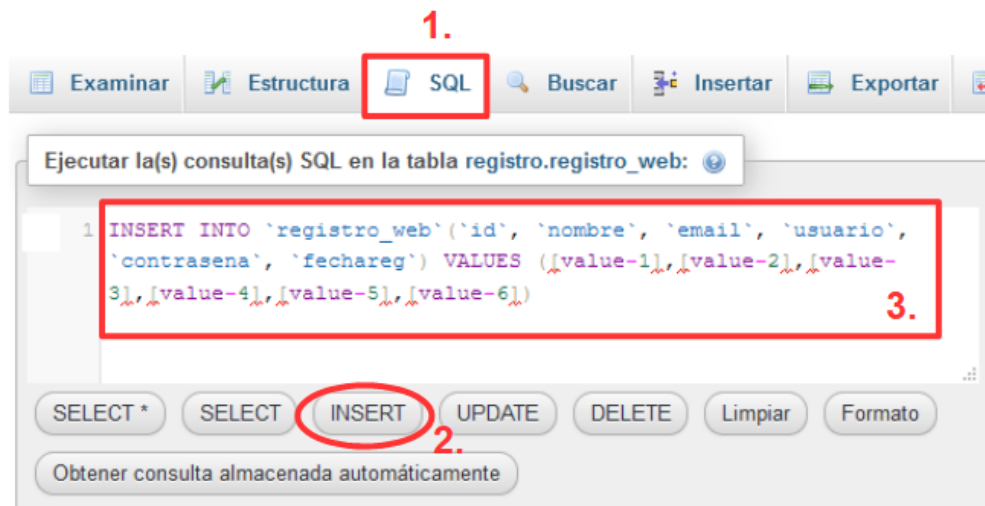 1.
Examinar Estructura SQL Buscar Insertar Exportar
Ejecutar la(s) consulta(s) SQL en la tabla registro.registro_web:
1 INSERT INTO `registro_web`(`id`, `nombre`, `email`, `usuario`,
`contrasena`, `fechareg`) VALUES ([value-1],[value-2],[value-
3],[value-4],[value-5],[value-6])
3.
SELECT * SELECT INSERT UPDATE DELETE Limpiar Formato
2.
Obtener consulta almacenada automáticamente